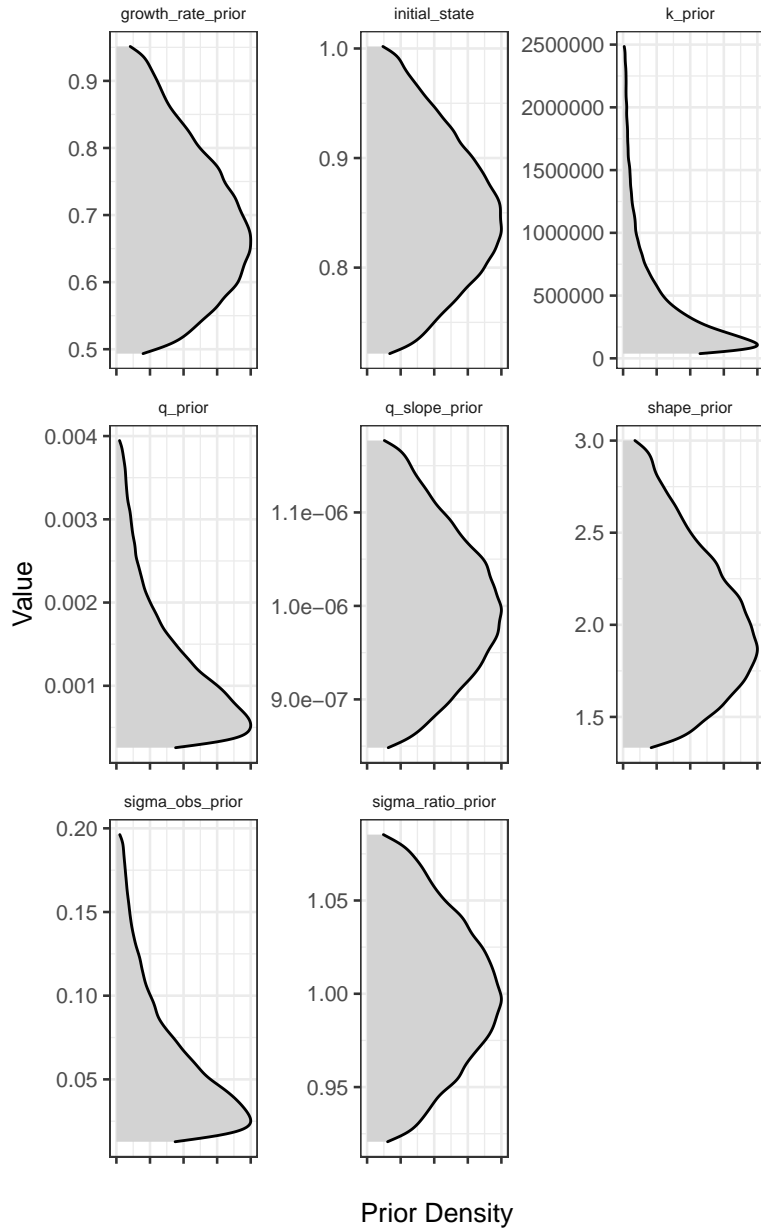 growth_rate_prior
0.9
0.8
0.7
0.6
0.5
initial_state
1.0
0.9
0.8
k_prior
2500000
2000000
1500000
1000000
500000
0
q_prior
0.004
0.003
0.002
0.001
q_slope_prior
1.1e−06
1.0e−06
9.0e−07
shape_prior
3.0
2.5
2.0
1.5
sigma_obs_prior
0.20
0.15
0.10
0.05
sigma_ratio_prior
1.05
1.00
0.95
Value
Prior Density